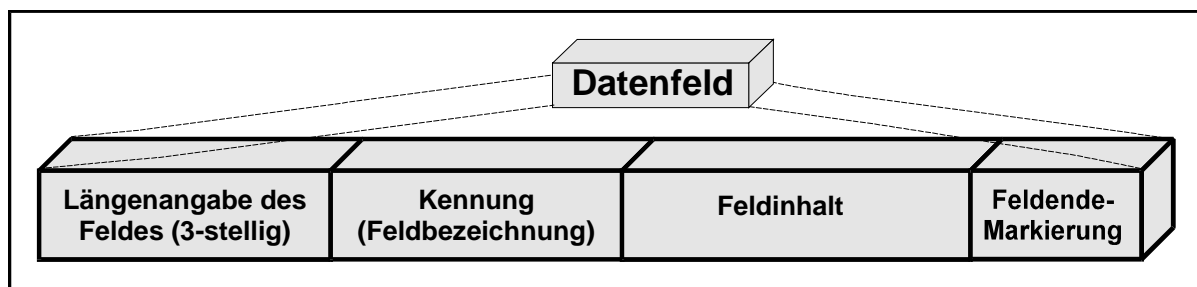 Datenfeld
Längenangabe des
Feldes (3-stellig)
Kennung
(Feldbezeichnung)
Feldinhalt
Feldende-
Markierung